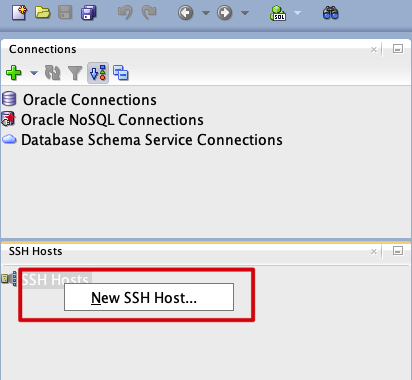 SQL
Connections
Oracle Connections
Oracle NoSQL Connections
Database Schema Service Connections
SSH Hosts
SSH Hosts
New SSH Host...